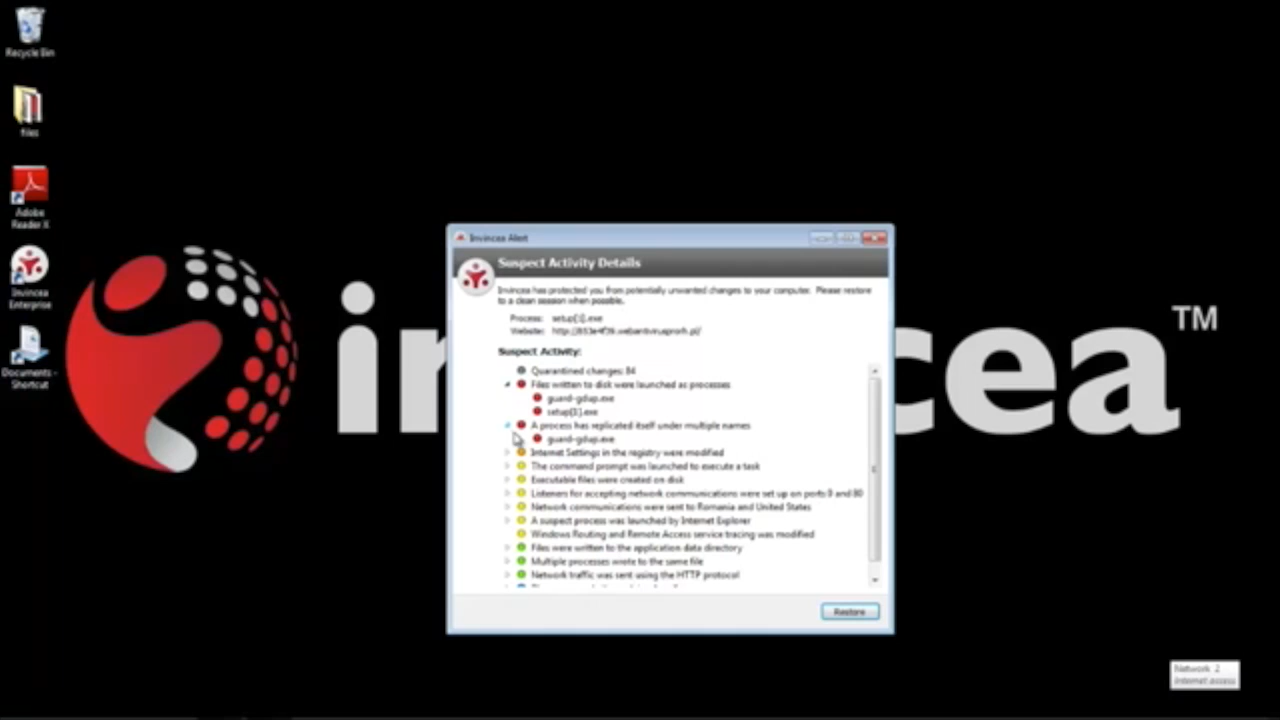 Recycle Bin
files
Adobe
Reader X
Invincea
Enterprise
Documents -
Shortcut
incea™
Invincea Alert
Suspect Activity Details
Invincea has protected you from potentially unwanted changes to your computer. Please restore
to a clean session when possible.
Process: setup[1].exe
Website:
Suspect Activity:
Quarantined changes: 84
Files written to disk were launched as processes
guard-gdup.exe
setup[1].exe
A process has replicated itself under multiple names
guard-gdup.exe
Internet Settings in the registry were modified
The command prompt was launched to execute a task
Executable files were created on disk
Listeners for accepting network communications were set up on ports 0 and 80
Network communications were sent to Romania and United States
A suspect process was launched by Internet Explorer
Windows Routing and Remote Access service tracing was modified
Files were written to the application data directory
Multiple processes wrote to the same file
Network traffic was sent using the HTTP protocol
Restore
Network 2
Internet access